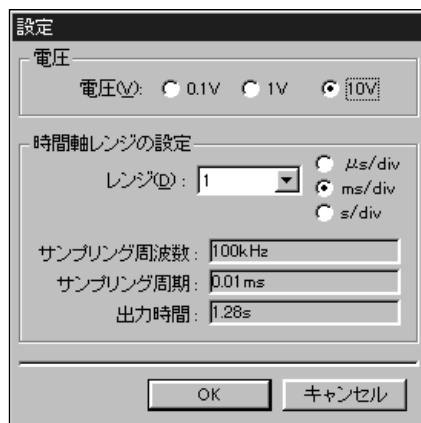 設定
電圧
電圧(V): 0.1V 1V 10V
時間軸レンジの設定
レンジ(D): 1
μs/div
ms/div
s/div
サンプリング周波数: 100kHz
サンプリング周期: 0.01ms
出力時間: 1.28s
OK キャンセル